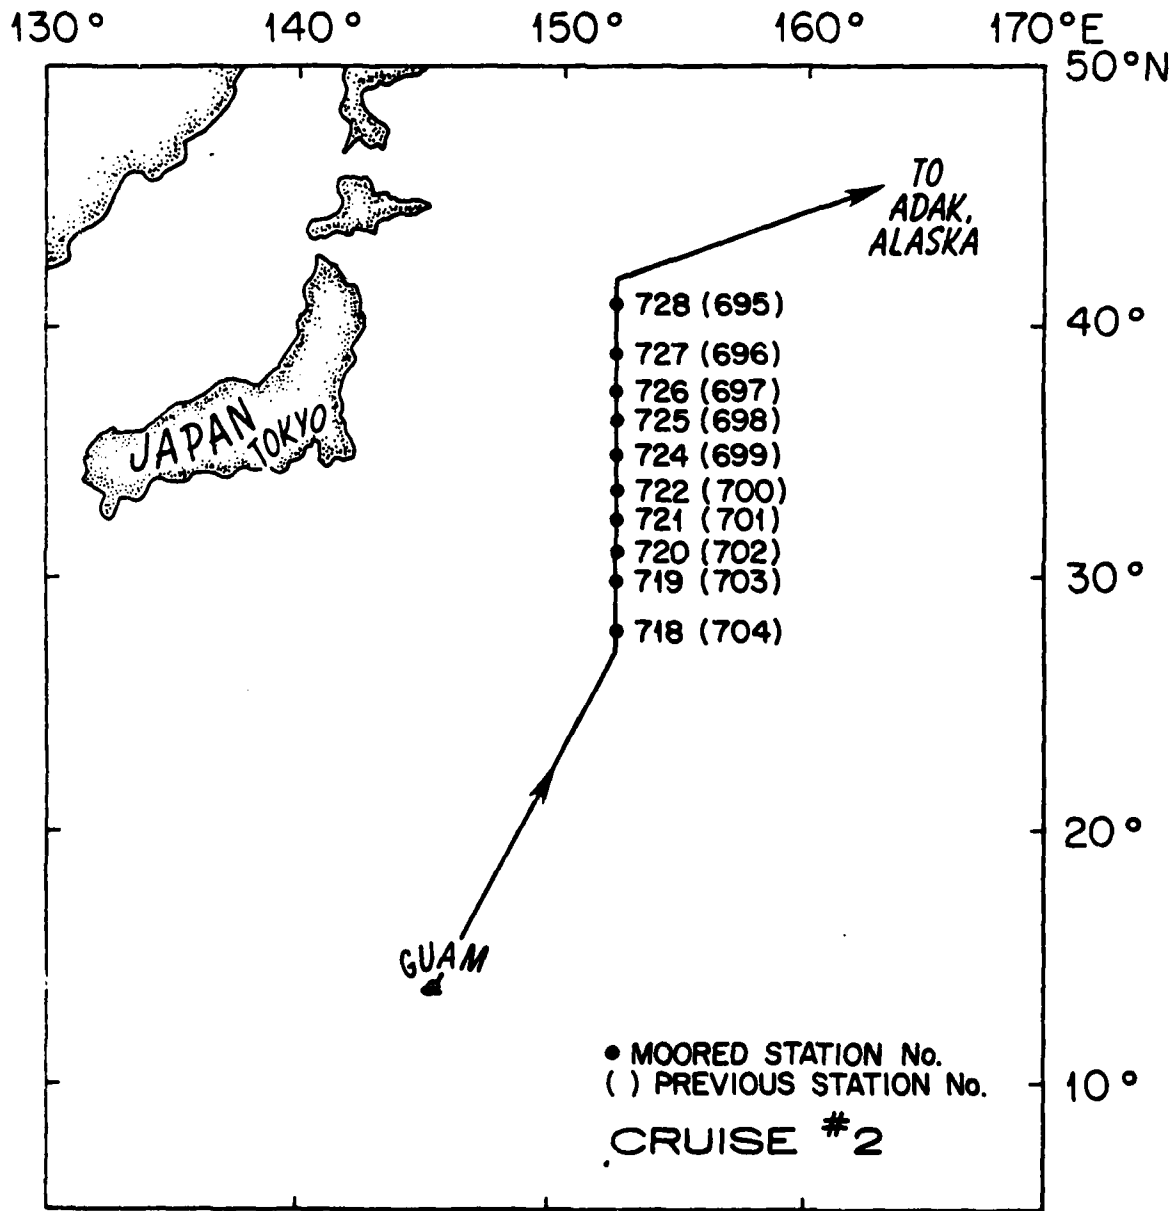 130° 140° 150° 160° 170°E
50°N
TO
ADAK,
ALASKA
728 (695)
40°
727 (696)
726 (697)
725 (698)
JAPAN
TOKYO
724 (699)
722 (700)
721 (701)
720 (702)
719 (703)
30°
718 (704)
20°
GUAM
● MOORED STATION No.
( ) PREVIOUS STATION No.
10°
CRUISE #2